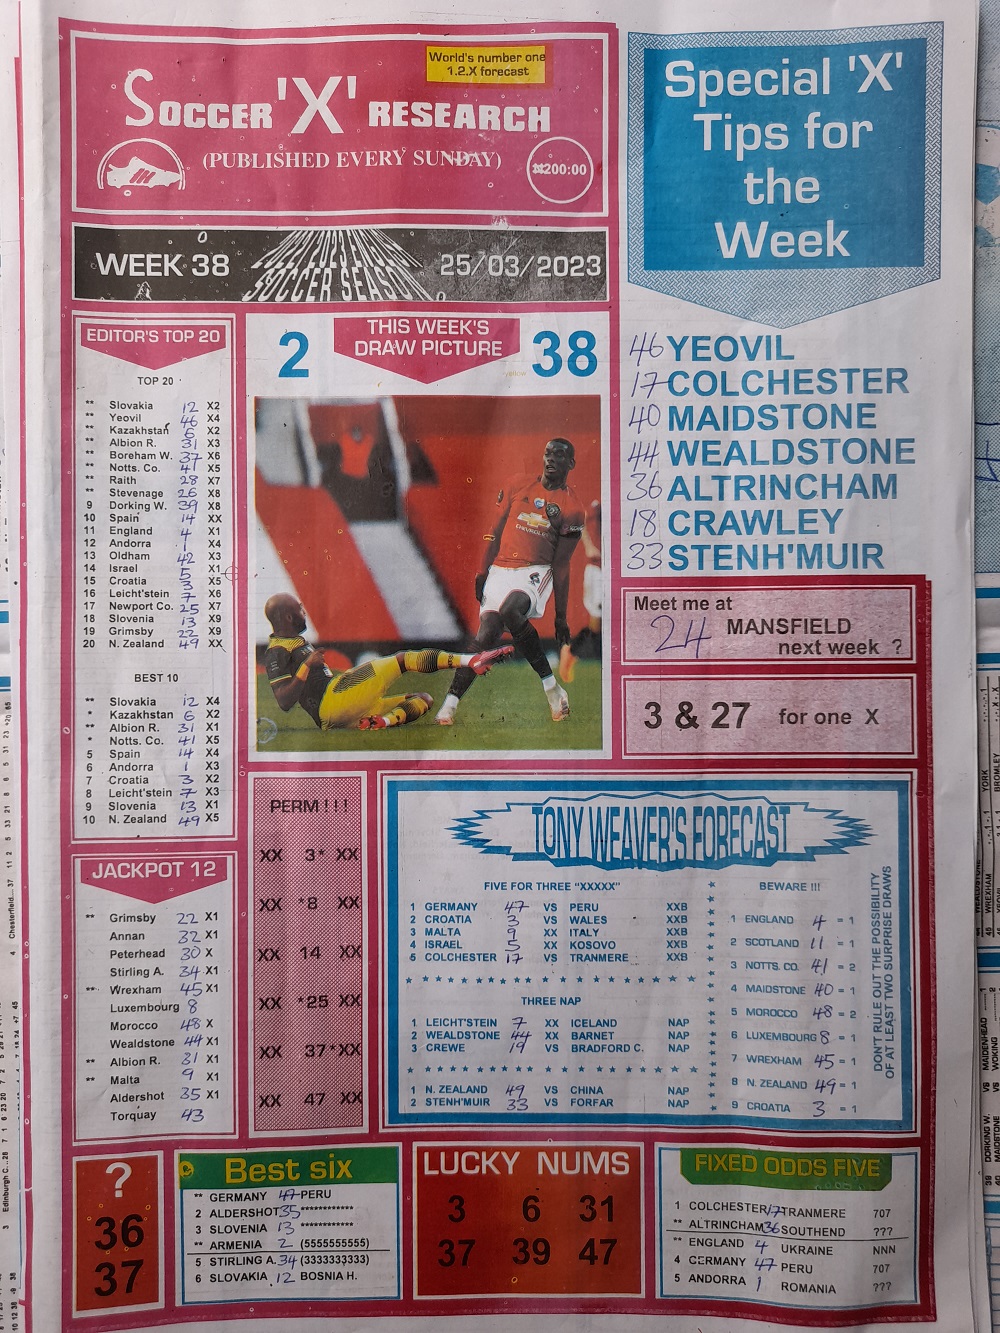 World's number one
1.2.X forecast
SOCCER 'X' RESEARCH
(PUBLISHED EVERY SUNDAY)
₦200:00
WEEK 38
SOCCER SEASON
25/03/2023
Special 'X'
Tips for
the
Week
46 YEOVIL
17 COLCHESTER
40 MAIDSTONE
44 WEALDSTONE
36 ALTRINCHAM
18 CRAWLEY
33 STENH'MUIR
Meet me at
24 MANSFIELD
next week ?
3 & 27 for one X
EDITOR'S TOP 20
TOP 20
** Slovakia 12 X2
** Yeovil 46 X4
** Kazakhstan 6 X2
** Albion R. 31 X3
** Boreham W. 37 X6
** Notts. Co. 41 X5
** Raith 28 X7
** Stevenage 26 X8
9 Dorking W. 39 X8
10 Spain 14 XX
11 England 4 X1
12 Andorra 1 X4
13 Oldham 42 X3
14 Israel 5 X1
15 Croatia 3 X5
16 Leicht'stein 7 X6
17 Newport Co. 25 X7
18 Slovenia 13 X9
19 Grimsby 22 X9
20 N. Zealand 49 XX
BEST 10
** Slovakia 12 X4
* Kazakhstan 6 X2
** Albion R. 31 X1
* Notts. Co. 41 X5
5 Spain 14 X4
6 Andorra 1 X3
7 Croatia 3 X2
8 Leicht'stein 7 X3
9 Slovenia 13 X1
10 N. Zealand 49 X5
2 THIS WEEK'S
DRAW PICTURE 38
yellow
CHEVROLET
JACKPOT 12
** Grimsby 22 X1
Annan 32 X1
Peterhead 30 X
Stirling A. 34 X1
** Wrexham 45 X1
Luxembourg 8
Morocco 48 X
Wealdstone 44 X1
** Albion R. 31 X1
** Malta 9 X1
Aldershot 35 X1
Torquay 43
PERM ! ! !
XX 3* XX
XX *8 XX
XX 14 XX
XX *25 XX
XX 37* XX
XX 47 XX
TONY WEAVER'S FORECAST
FIVE FOR THREE "XXXXX"
1 GERMANY 47 VS PERU XXB
2 CROATIA 3 VS WALES XXB
3 MALTA 9 XX ITALY XXB
4 ISRAEL 5 XX KOSOVO XXB
5 COLCHESTER 17 VS TRANMERE XXB
THREE NAP
1 LEICHT'STEIN 7 XX ICELAND NAP
2 WEALDSTONE 44 XX BARNET NAP
3 CREWE 19 VS BRADFORD C. NAP
1 N. ZEALAND 49 VS CHINA NAP
2 STENH'MUIR 33 VS FORFAR NAP
BEWARE !!!
1 ENGLAND 4 = 1
2 SCOTLAND 11 = 1
3 NOTTS. CO. 41 = 2
4 MAIDSTONE 40 = 1
5 MOROCCO 48 = 2
6 LUXEMBOURG 8 = 1
7 WREXHAM 45 = 1
8 N. ZEALAND 49 = 1
9 CROATIA 3 = 1
DON'T RULE OUT THE POSSIBILITY
OF AT LEAST TWO SURPRISE DRAWS
?
36
37
Best six
** GERMANY 47 PERU
2 ALDERSHOT 35 ************
3 SLOVENIA 13 ************
** ARMENIA 2 (5555555555)
5 STIRLING A. 34 (3333333333)
6 SLOVAKIA 12 BOSNIA H.
LUCKY NUMS
3 6 31
37 39 47
FIXED ODDS FIVE
1 COLCHESTER 17 TRANMERE 707
** ALTRINCHAM 36 SOUTHEND ???
** ENGLAND 4 UKRAINE NNN
4 GERMANY 47 PERU 707
5 ANDORRA 1 ROMANIA ???